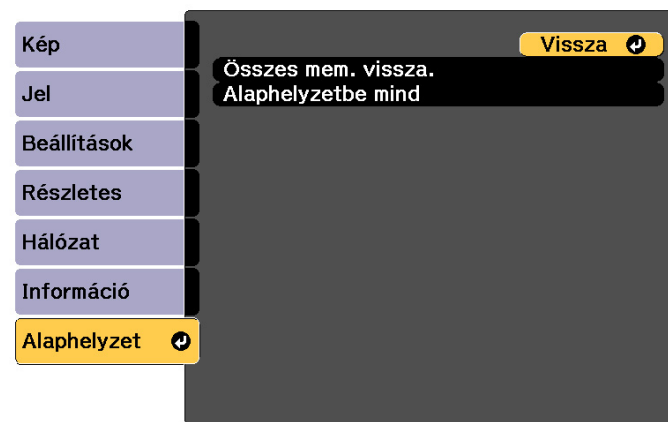 Kép
Jel
Beállítások
Részletes
Hálózat
Információ
Alaphelyzet
Vissza
Összes mem. vissza.
Alaphelyzetbe mind